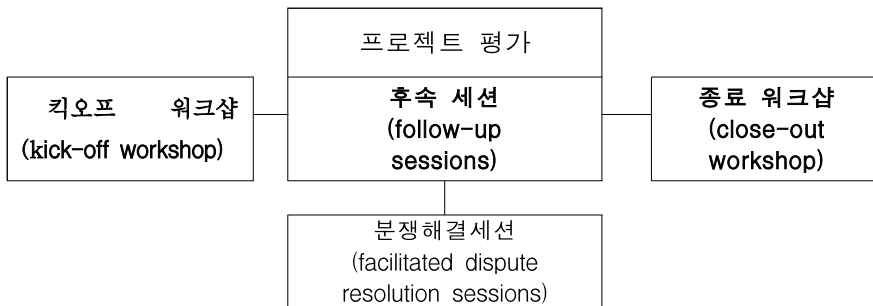 프로젝트 평가
킥오프 워크샵
(kick-off workshop)
후속 세션
(follow-up
sessions)
종료 워크샵
(close-out
workshop)
분쟁해결세션
(facilitated dispute
resolution sessions)